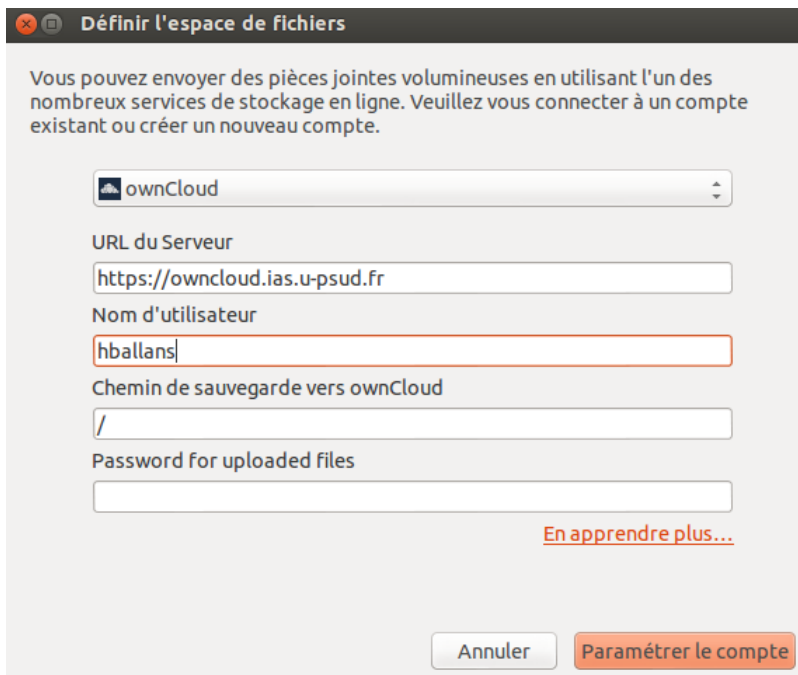 Définir l'espace de fichiers
Vous pouvez envoyer des pièces jointes volumineuses en utilisant l'un des
nombreux services de stockage en ligne. Veuillez vous connecter à un compte
existant ou créer un nouveau compte.
ownCloud
URL du Serveur
https://owncloud.ias.u-psud.fr
Nom d'utilisateur
hballans
Chemin de sauvegarde vers ownCloud
/
Password for uploaded files
En apprendre plus...
Annuler Paramétrer le compte